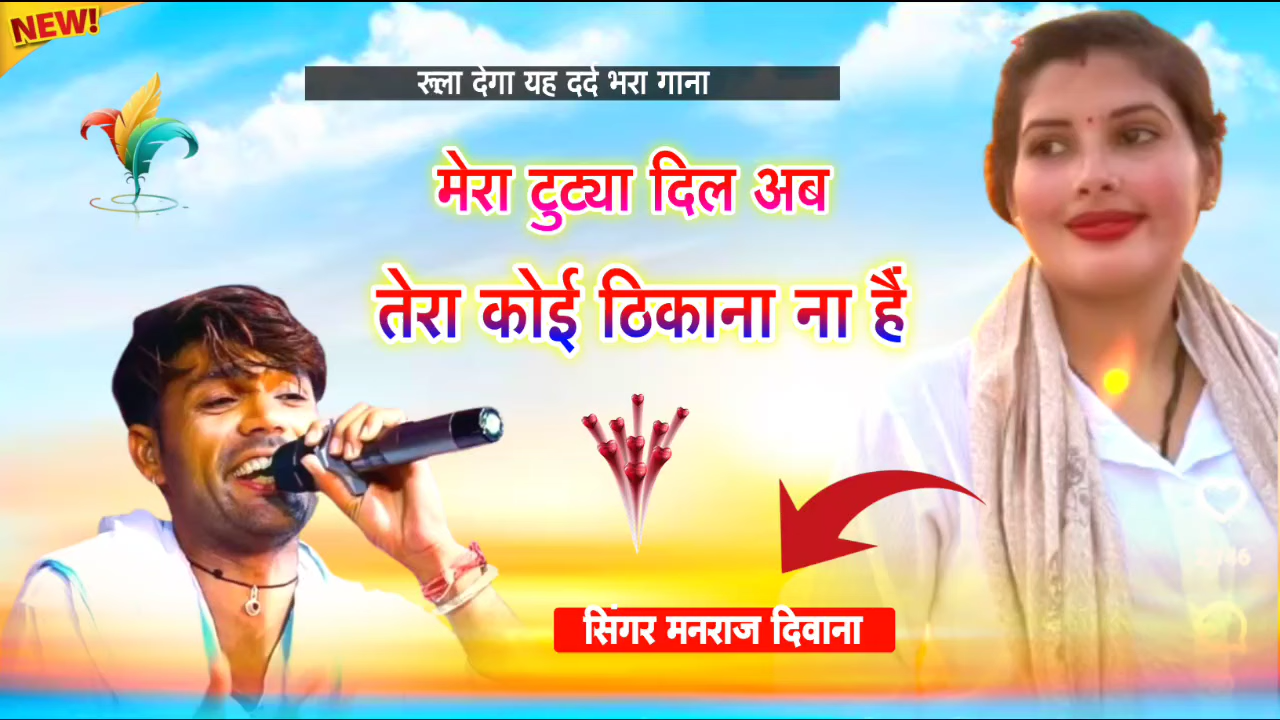 NEW!
रूला देगा यह दर्द भरा गाना
मेरा टुट्या दिल अब
तेरा कोई ठिकाना ना हैं
सिंगर मनराज दिवाना